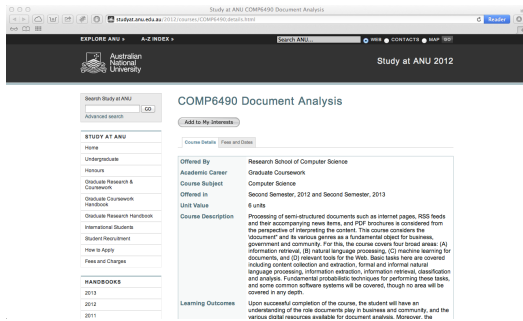 Study at ANU COMP6490 Document Analysis
studyat.anu.edu.au/2012/courses/COMP6490/details.html
Reader
EXPLORE ANU » A-Z INDEX »
Search ANU...
WEB CONTACTS MAP GO
Australian
National
University
Study at ANU 2012
Search Study at ANU
GO
Advanced search
STUDY AT ANU
Home
Undergraduate
Honours
Graduate Research &
Coursework
Graduate Coursework
Handbook
Graduate Research Handbook
International Students
Student Recruitment
How to Apply
Fees and Charges
HANDBOOKS
2013
2012
2011
COMP6490 Document Analysis
Add to My Interests
Course Details Fees and Dates
Offered By Research School of Computer Science
Academic Career Graduate Coursework
Course Subject Computer Science
Offered in Second Semester, 2012 and Second Semester, 2013
Unit Value 6 units
Course Description Processing of semi-structured documents such as internet pages, RSS feeds
and their accompanying news items, and PDF brochures is considered from
the perspective of interpreting the content. This course considers the
"document" and its various genres as a fundamental object for business,
government and community. For this, the course covers four broad areas: (A)
information retrieval, (B) natural language processing, (C) machine learning for
documents, and (D) relevant tools for the Web. Basic tasks here are covered
including content collection and extraction, formal and informal natural
language processing, information extraction, information retrieval, classification
and analysis. Fundamental probabilistic techniques for performing these tasks,
and some common software systems will be covered, though no area will be
covered in any depth.
Learning Outcomes Upon successful completion of the course, the student will have an
understanding of the role documents play in business and community, and the
various digital resources available for document analysis. Moreover, the